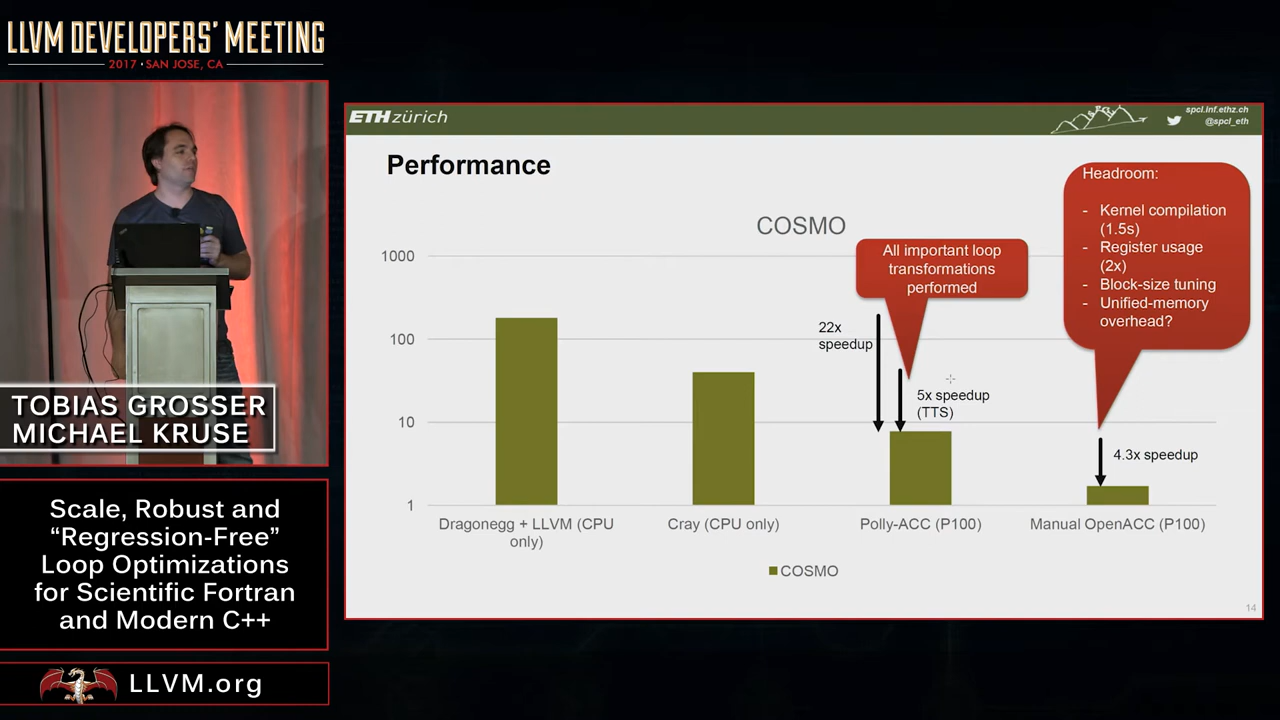 LLVM DEVELOPERS' MEETING
2017 • SAN JOSE, CA
TOBIAS GROSSER
MICHAEL KRUSE
Scale, Robust and
“Regression-Free”
Loop Optimizations
for Scientific Fortran
and Modern C++
LLVM.org
ETH zürich
spcl.inf.ethz.ch
@spcl_eth
Performance
COSMO
1000
100
10
1
22x
speedup
All important loop
transformations
performed
5x speedup
(TTS)
Headroom:
- Kernel compilation
(1.5s)
- Register usage
(2x)
- Block-size tuning
- Unified-memory
overhead?
4.3x speedup
Dragonegg + LLVM (CPU
only)
Cray (CPU only)
Polly-ACC (P100)
Manual OpenACC (P100)
COSMO
14